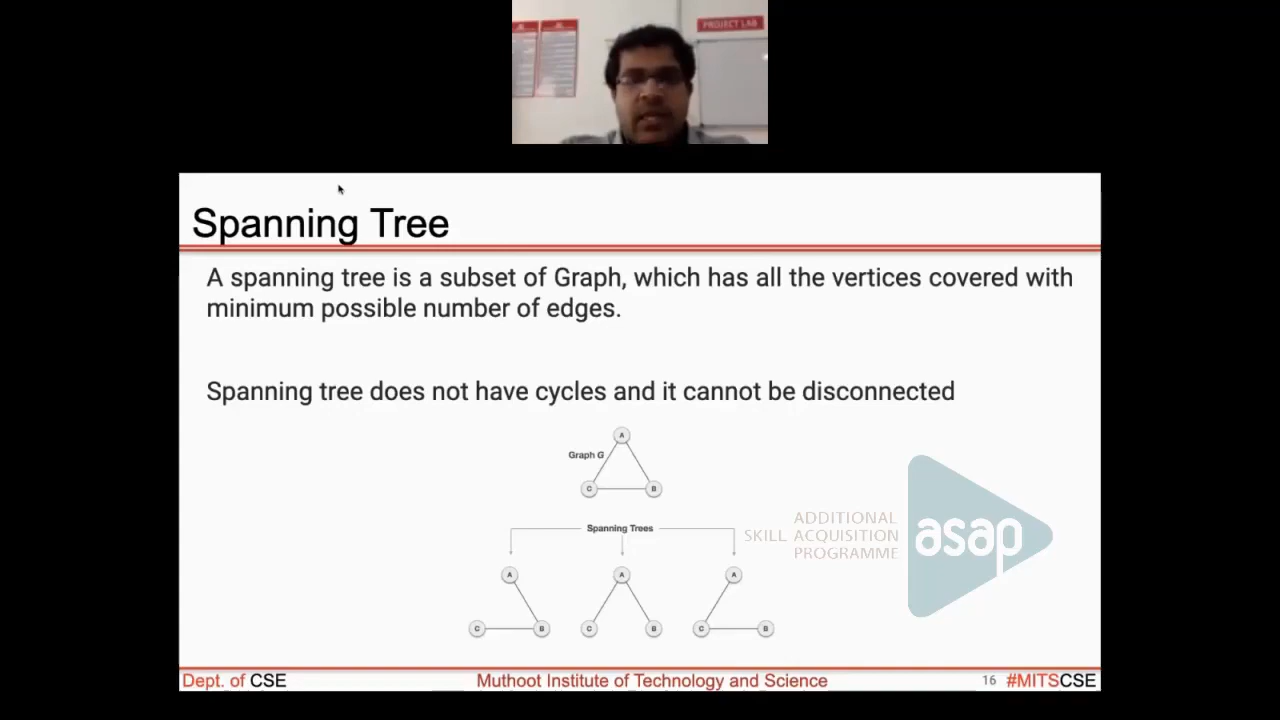 PROJECT LAB
Spanning Tree
A spanning tree is a subset of Graph, which has all the vertices covered with
minimum possible number of edges.
Spanning tree does not have cycles and it cannot be disconnected
A
Graph G
C B
ADDITIONAL
SKILL ACQUISITION
PROGRAMME
asap
Spanning Trees
A A A
C B C B C B
Dept. of CSE Muthoot Institute of Technology and Science 16 #MITSCSE